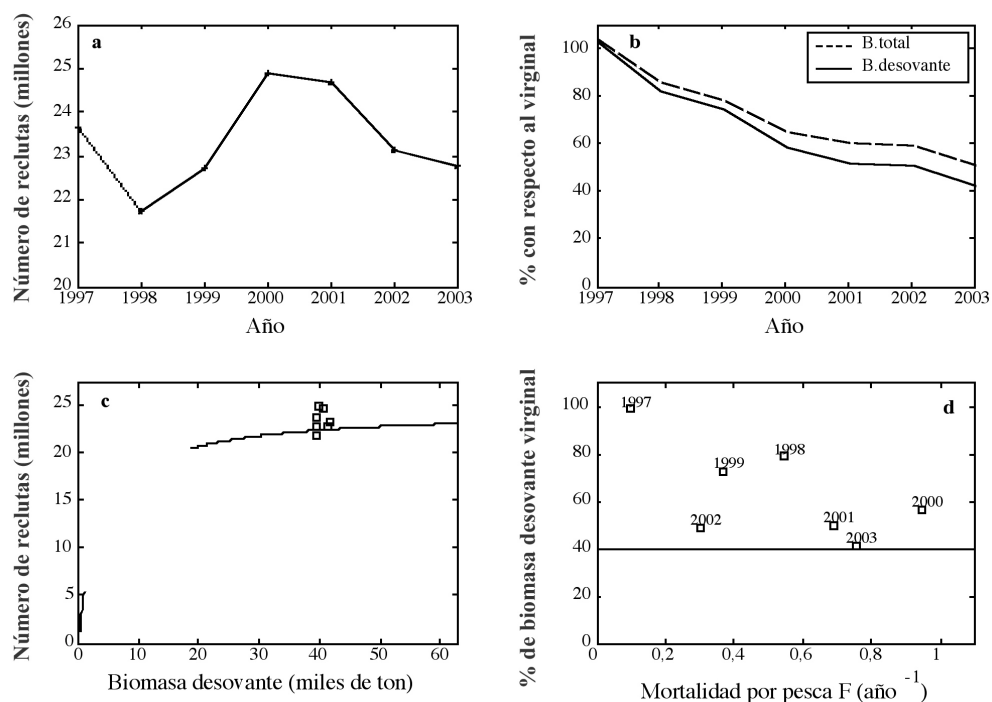 a
Número de reclutas (millones)
26
25
24
23
22
21
20
1997 1998 1999 2000 2001 2002 2003
Año
b
B.total
B.desovante
% con respecto al virginal
100
80
60
40
20
0
1997 1998 1999 2000 2001 2002 2003
Año
c
Número de reclutas (millones)
25
20
15
10
5
0
0 10 20 30 40 50 60
Biomasa desovante (miles de ton)
d
% de biomasa desovante virginal
100
80
60
40
20
0
1997
1998
1999
2000
2002
2001
2003
0 0,2 0,4 0,6 0,8 1
Mortalidad por pesca F (año -1)